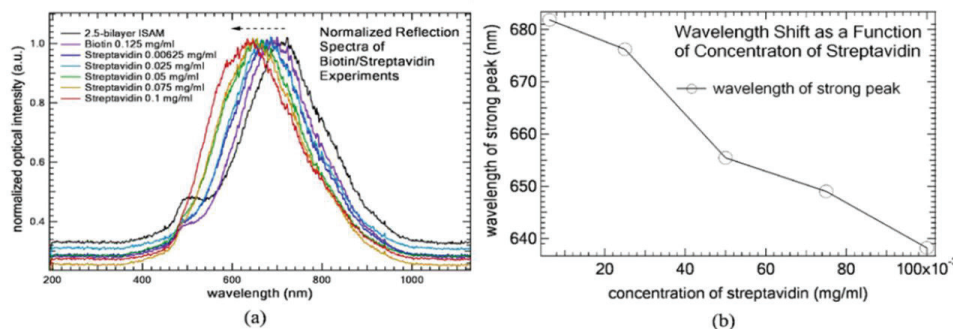 2.5-bilayer ISAM
Biotin 0.125 mg/ml
Streptavidin 0.00625 mg/ml
Streptavidin 0.025 mg/ml
Streptavidin 0.05 mg/ml
Streptavidin 0.075 mg/ml
Streptavidin 0.1 mg/ml
Normalized Reflection
Spectra of
Biotin/Streptavidin
Experiments
normalized optical intensity (a.u.)
1.0
0.8
0.6
0.4
200
400
600
800
1000
wavelength (nm)
(a)
Wavelength Shift as a Function
of Concentraton of Streptavidin
wavelength of strong peak
wavelength of strong peak (nm)
680
670
660
650
640
20
40
60
80
concentration of streptavidin (mg/ml)
(b)